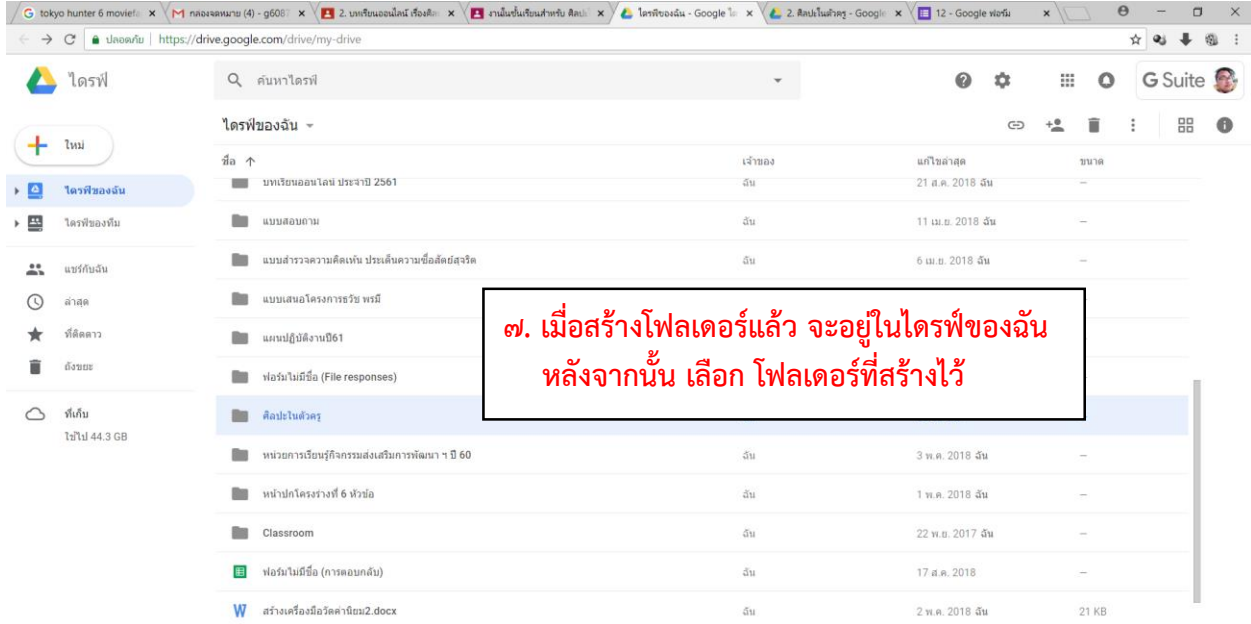 tokyo hunter 6 moviefa
กล่องจดหมาย (4) - g6087
2. บทเรียนออนไลน์ เรื่องศิล
งานในชั้นเรียนสำหรับ ศิลปะ
ไดรฟ์ของฉัน - Google ไ
2. ศิลปะในตัวครู - Google
12 - Google ฟอร์ม
ปลอดภัย | https://drive.google.com/drive/my-drive
ไดรฟ์
ค้นหาไดรฟ์
G Suite
ไดรฟ์ของฉัน
ใหม่
ชื่อ เจ้าของ แก้ไขล่าสุด ขนาด
ไดรฟ์ของฉัน
ไดรฟ์ของทีม
แชร์กับฉัน
ล่าสุด
ที่ติดดาว
ถังขยะ
ที่เก็บ
ใช้ไป 44.3 GB
บทเรียนออนไลน์ ประจำปี 2561 ฉัน 21 ส.ค. 2018 ฉัน –
แบบสอบถาม ฉัน 11 เม.ย. 2018 ฉัน –
แบบสำรวจความคิดเห็น ประเด็นความซื่อสัตย์สุจริต ฉัน 6 เม.ย. 2018 ฉัน –
แบบเสนอโครงการธวัช พรมี
แผนปฏิบัติงานปี61
ฟอร์มไม่มีชื่อ (File responses)
ศิลปะในตัวครู
๗. เมื่อสร้างโฟลเดอร์แล้ว จะอยู่ในไดรฟ์ของฉัน
หลังจากนั้น เลือก โฟลเดอร์ที่สร้างไว้
หน่วยการเรียนรู้กิจกรรมส่งเสริมการพัฒนา ฯ ปี 60 ฉัน 3 พ.ค. 2018 ฉัน –
หน้าปกโครงร่างที่ 6 หัวข้อ ฉัน 1 พ.ค. 2018 ฉัน –
Classroom ฉัน 22 พ.ย. 2017 ฉัน –
ฟอร์มไม่มีชื่อ (การตอบกลับ) ฉัน 17 ส.ค. 2018 –
สร้างเครื่องมือวัดค่านิยม2.docx ฉัน 2 พ.ค. 2018 ฉัน 21 KB